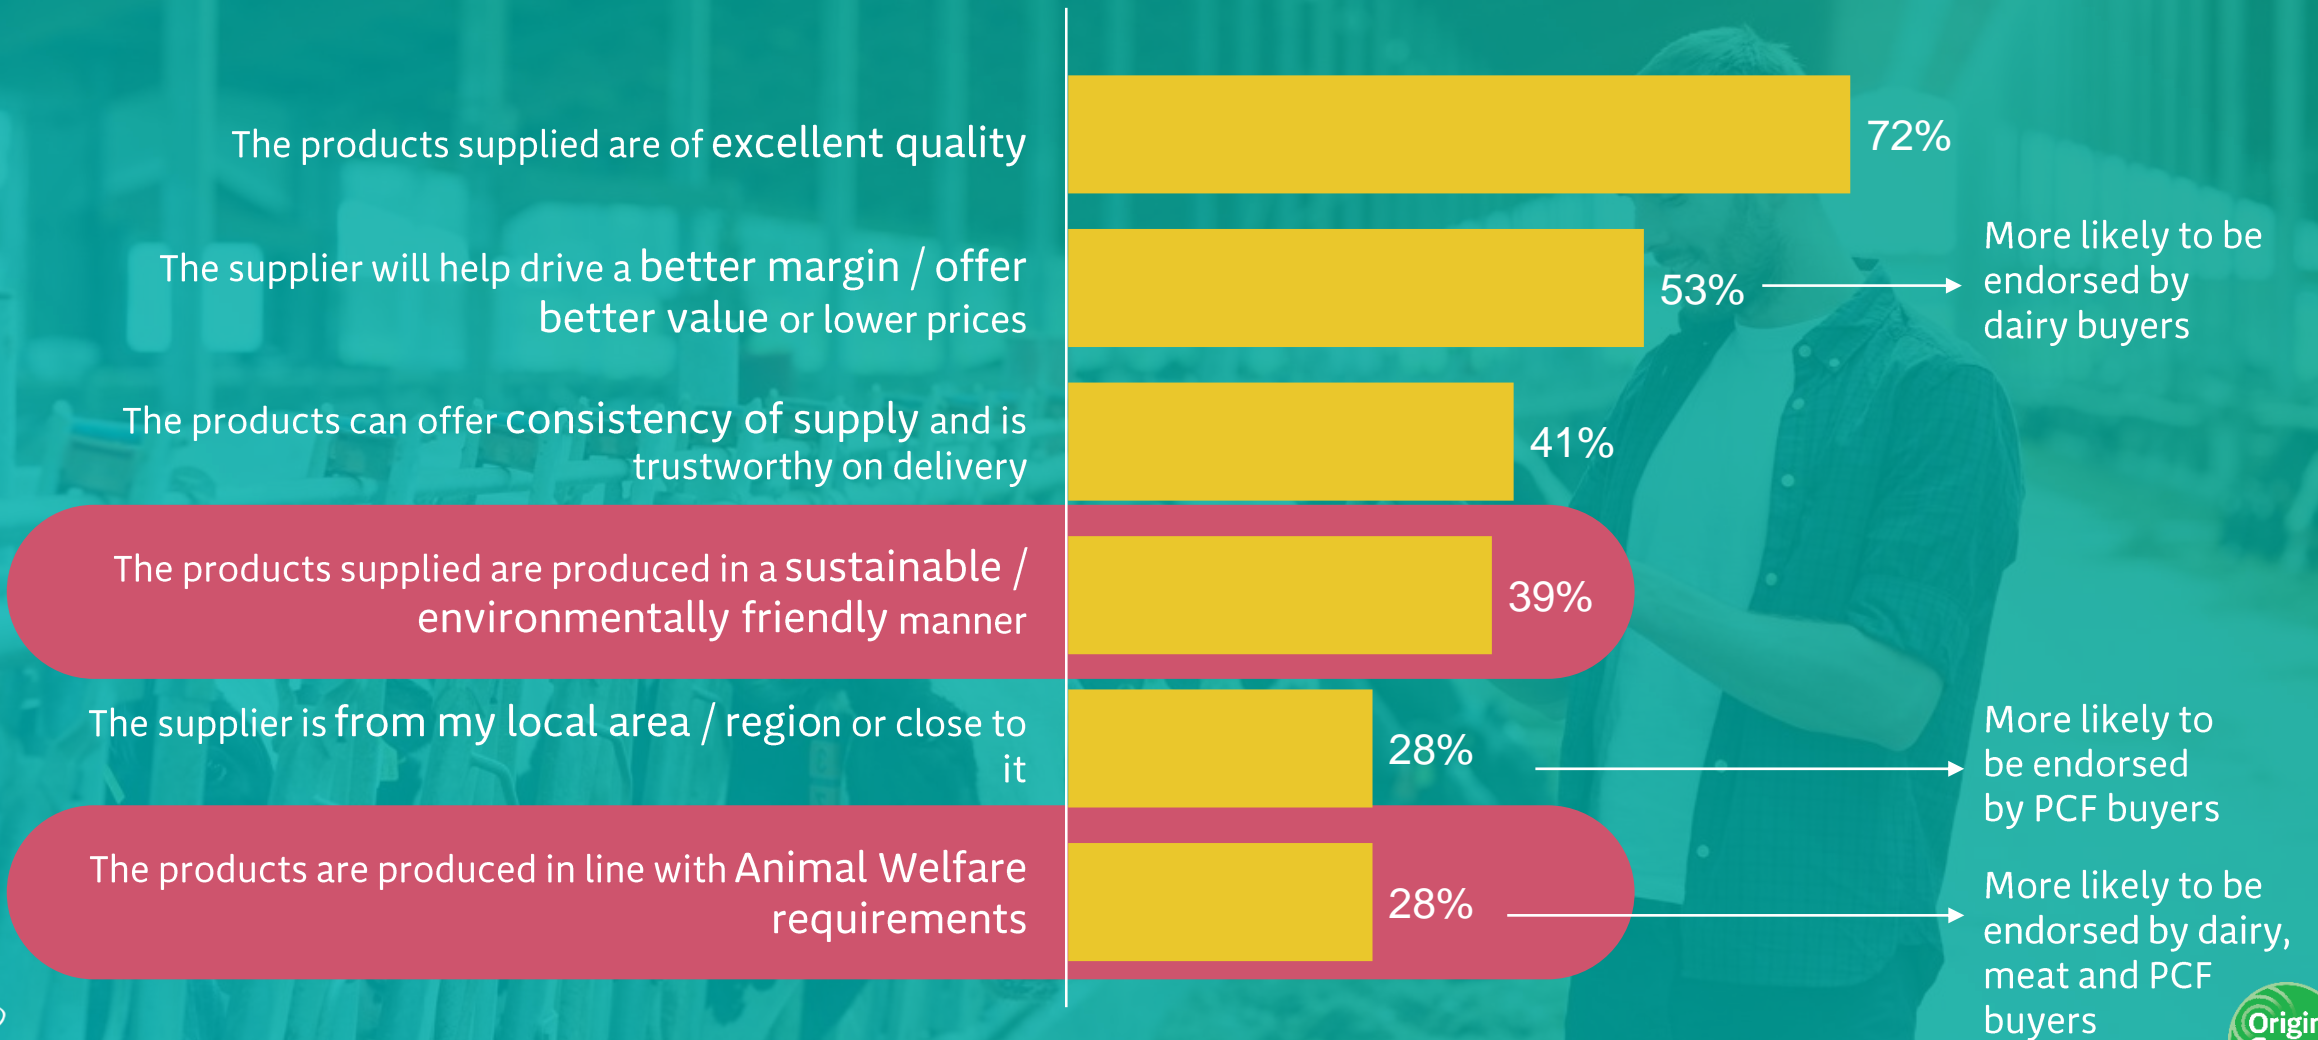 The products supplied are of excellent quality
72%
The supplier will help drive a better margin / offer
better value or lower prices
53%
More likely to be
endorsed by
dairy buyers
The products can offer consistency of supply and is
trustworthy on delivery
41%
The products supplied are produced in a sustainable /
environmentally friendly manner
39%
The supplier is from my local area / region or close to
it
28%
More likely to
be endorsed
by PCF buyers
The products are produced in line with Animal Welfare
requirements
28%
More likely to be
endorsed by dairy,
meat and PCF
buyers